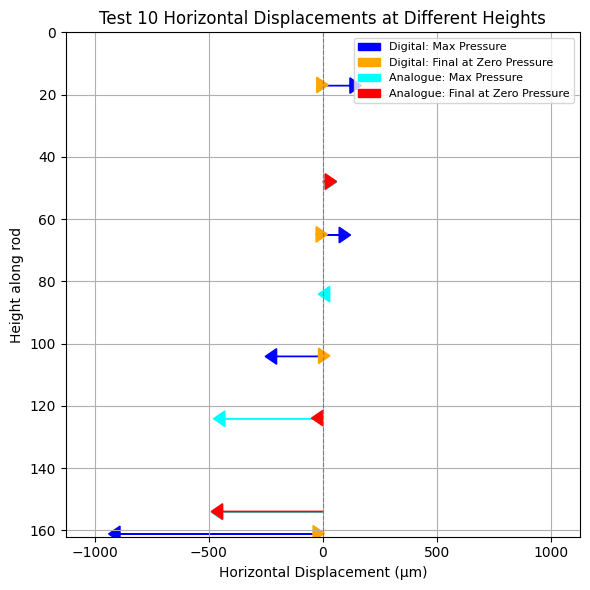 Test 10 Horizontal Displacements at Different Heights
0
20
40
60
80
100
120
140
160
Height along rod
Digital: Max Pressure
Digital: Final at Zero Pressure
Analogue: Max Pressure
Analogue: Final at Zero Pressure
−1000
−500
0
500
1000
Horizontal Displacement (μm)